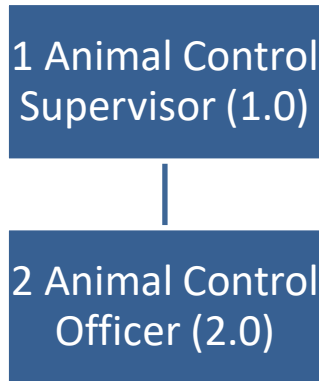 1 Animal Control
Supervisor (1.0)
2 Animal Control
Officer (2.0)